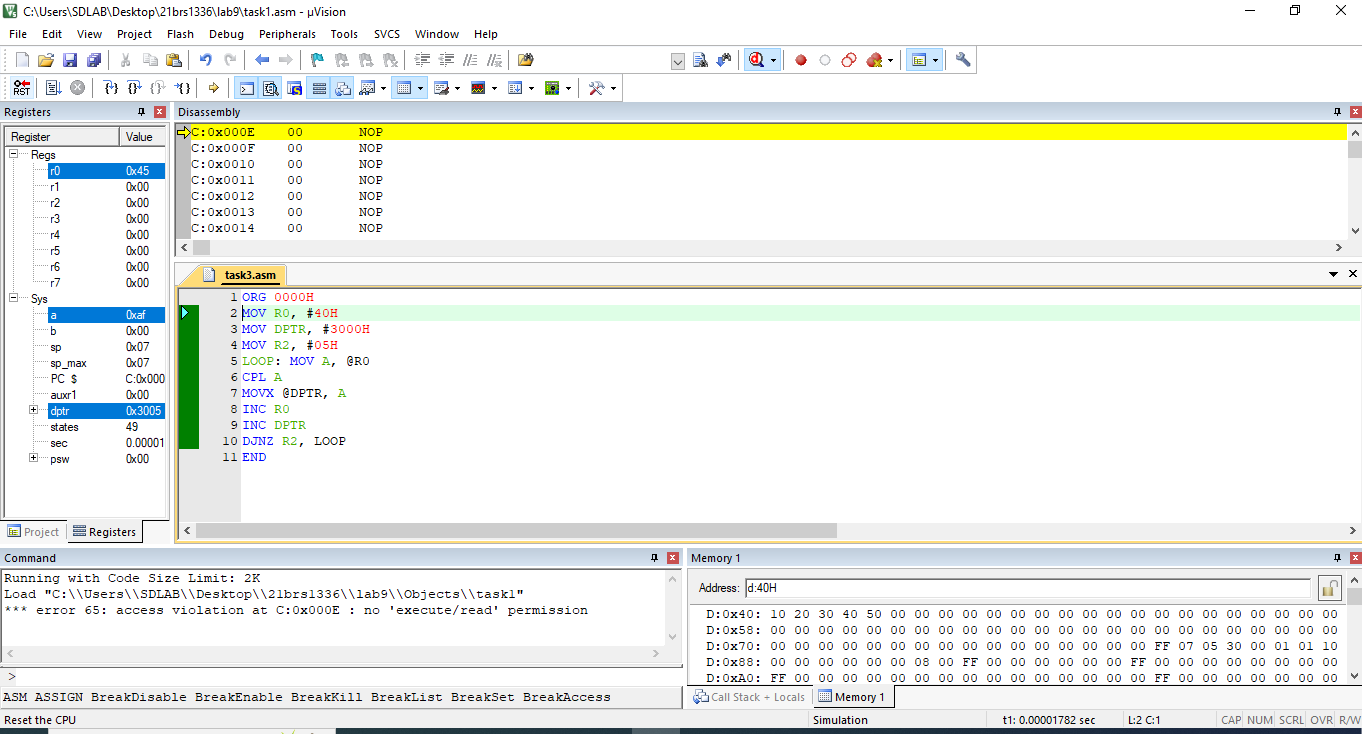 C:\Users\SDLAB\Desktop\21brs1336\lab9\task1.asm - µVision
File Edit View Project Flash Debug Peripherals Tools SVCS Window Help
RST
Registers
Register Value
Regs
r0 0x45
r1 0x00
r2 0x00
r3 0x00
r4 0x00
r5 0x00
r6 0x00
r7 0x00
Sys
a 0xaf
b 0x00
sp 0x07
sp_max 0x07
PC $ C:0x000
auxr1 0x00
dptr 0x3005
states 49
sec 0.00001
psw 0x00
Project Registers
Disassembly
C:0x000E 00 NOP
C:0x000F 00 NOP
C:0x0010 00 NOP
C:0x0011 00 NOP
C:0x0012 00 NOP
C:0x0013 00 NOP
C:0x0014 00 NOP
task3.asm
1 ORG 0000H
2 MOV R0, #40H
3 MOV DPTR, #3000H
4 MOV R2, #05H
5 LOOP: MOV A, @R0
6 CPL A
7 MOVX @DPTR, A
8 INC R0
9 INC DPTR
10 DJNZ R2, LOOP
11 END
Command
Running with Code Size Limit: 2K
Load "C:\\Users\\SDLAB\\Desktop\\21brs1336\\lab9\\Objects\\task1"
*** error 65: access violation at C:0x000E : no 'execute/read' permission
>
ASM ASSIGN BreakDisable BreakEnable BreakKill BreakList BreakSet BreakAccess
Memory 1
Address: d:40H
D:0x40: 10 20 30 40 50 00 00 00 00 00 00 00 00 00 00 00 00 00 00 00 00 00 00 00
D:0x58: 00 00 00 00 00 00 00 00 00 00 00 00 00 00 00 00 00 00 00 00 00 00 00 00
D:0x70: 00 00 00 00 00 00 00 00 00 00 00 00 00 00 00 00 FF 07 05 30 00 01 01 10
D:0x88: 00 00 00 00 00 00 08 00 FF 00 00 00 00 00 00 FF 00 00 00 00 00 00 00 00
D:0xA0: FF 00 00 00 00 00 00 00 00 00 00 00 00 00 00 00 FF 00 00 00 00 00 00 00
Call Stack + Locals Memory 1
Reset the CPU Simulation t1: 0.00001782 sec L:2 C:1 CAP NUM SCRL OVR R/W